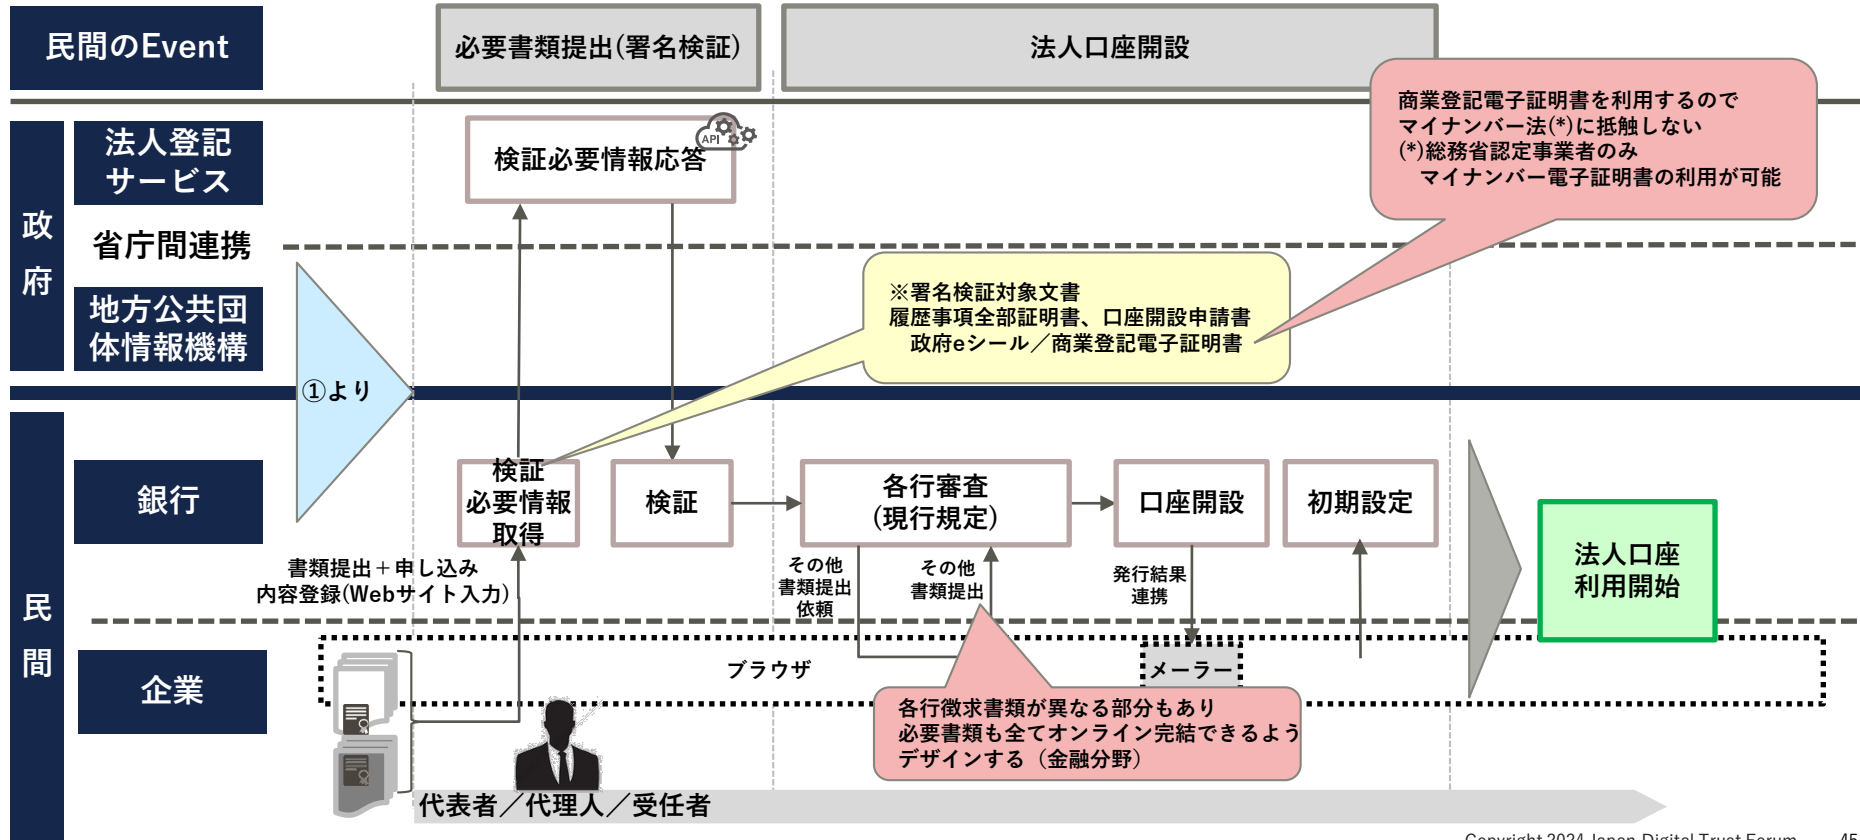 民間のEvent
必要書類提出(署名検証)
法人口座開設
商業登記電子証明書を利用するので
マイナンバー法(*)に抵触しない
(*)総務省認定事業者のみ
マイナンバー電子証明書の利用が可能
政府
法人登記
サービス
検証必要情報応答
API
省庁間連携
地方公共団
体情報機構
※署名検証対象文書
履歴事項全部証明書、口座開設申請書
政府eシール／商業登記電子証明書
①より
民間
銀行
検証
必要情報
取得
検証
各行審査
(現行規定)
口座開設
初期設定
法人口座
利用開始
書類提出＋申し込み
内容登録(Webサイト入力)
その他
書類提出
依頼
その他
書類提出
発行結果
連携
企業
ブラウザ
メーラー
各行徴求書類が異なる部分もあり
必要書類も全てオンライン完結できるよう
デザインする（金融分野）
代表者／代理人／受任者
Copyright 2024 Japan Digital Trust Forum
45